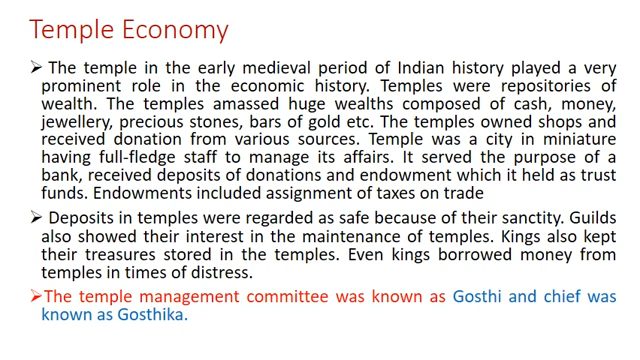 Temple Economy
➢ The temple in the early medieval period of Indian history played a very
prominent role in the economic history. Temples were repositories of
wealth. The temples amassed huge wealths composed of cash, money,
jewellery, precious stones, bars of gold etc. The temples owned shops and
received donation from various sources. Temple was a city in miniature
having full-fledge staff to manage its affairs. It served the purpose of a
bank, received deposits of donations and endowment which it held as trust
funds. Endowments included assignment of taxes on trade
➢ Deposits in temples were regarded as safe because of their sanctity. Guilds
also showed their interest in the maintenance of temples. Kings also kept
their treasures stored in the temples. Even kings borrowed money from
temples in times of distress.
➢The temple management committee was known as Gosthi and chief was
known as Gosthika.